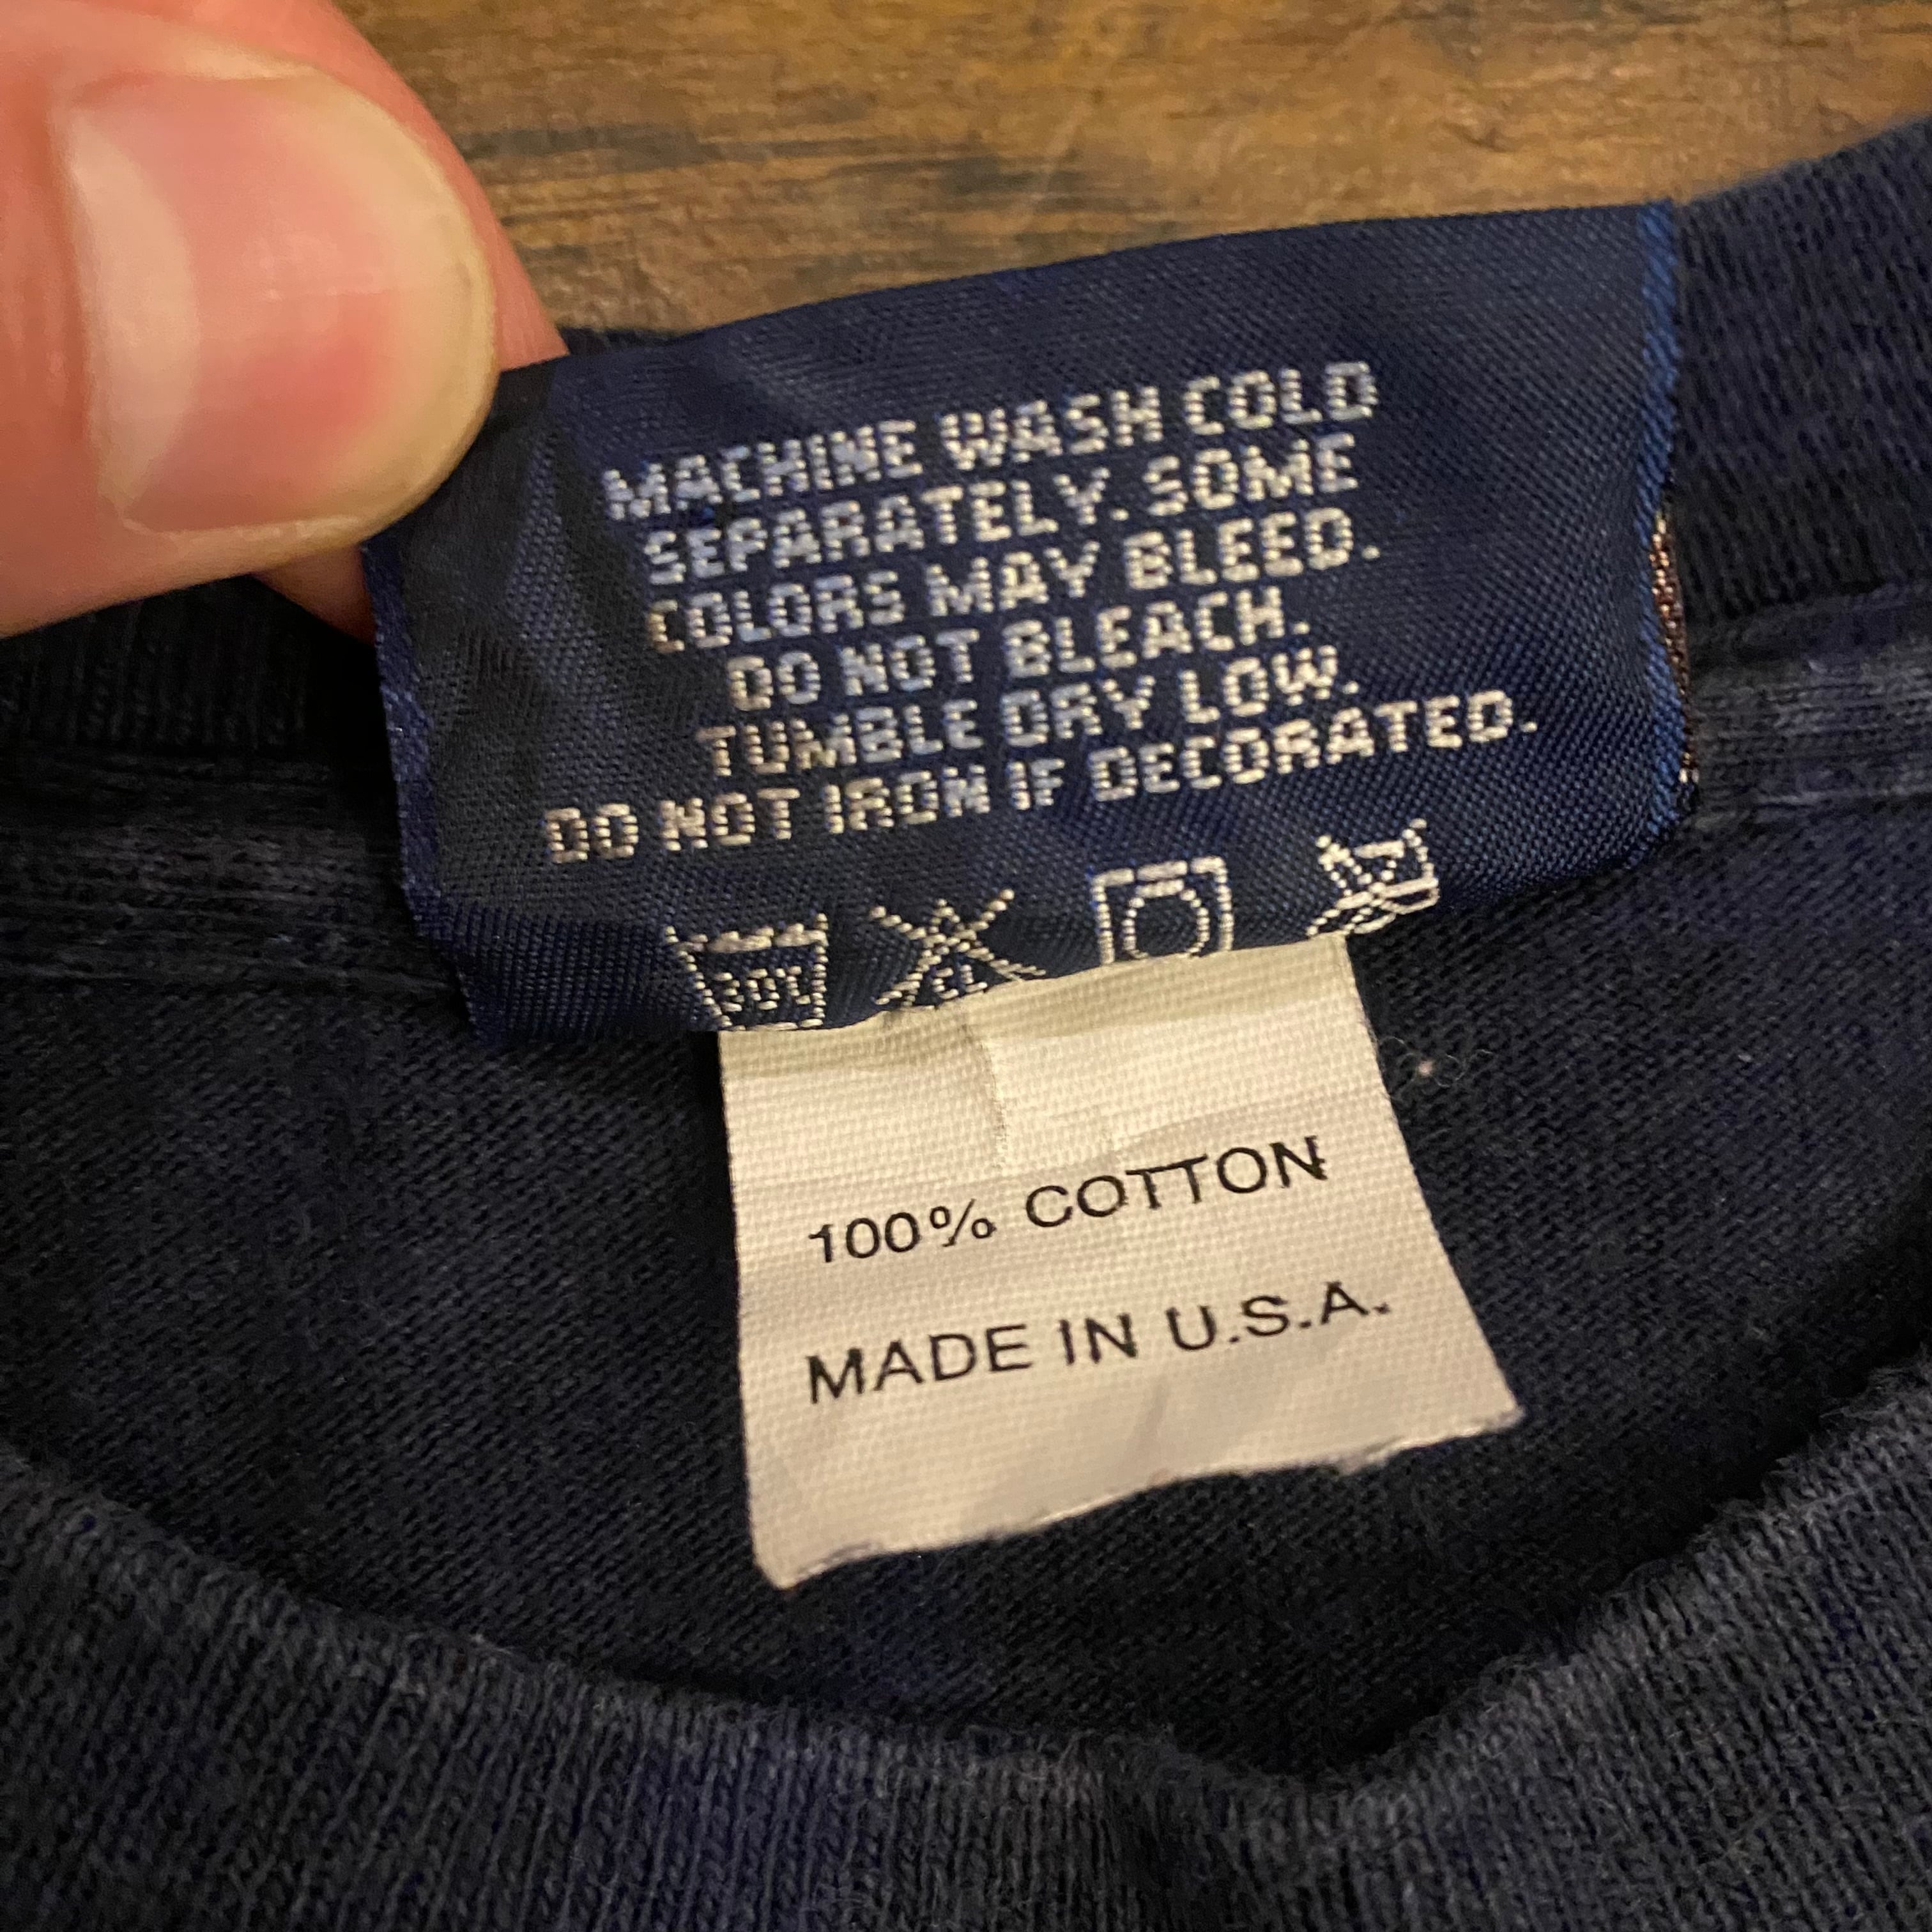 MACHINE WASH COLD
SEPARATELY. SOME
COLORS MAY BLEED.
DO NOT BLEACH.
TUMBLE DRY LOW.
DO NOT IRON IF DECORATED.
CL
100% COTTON
MADE IN U.S.A.